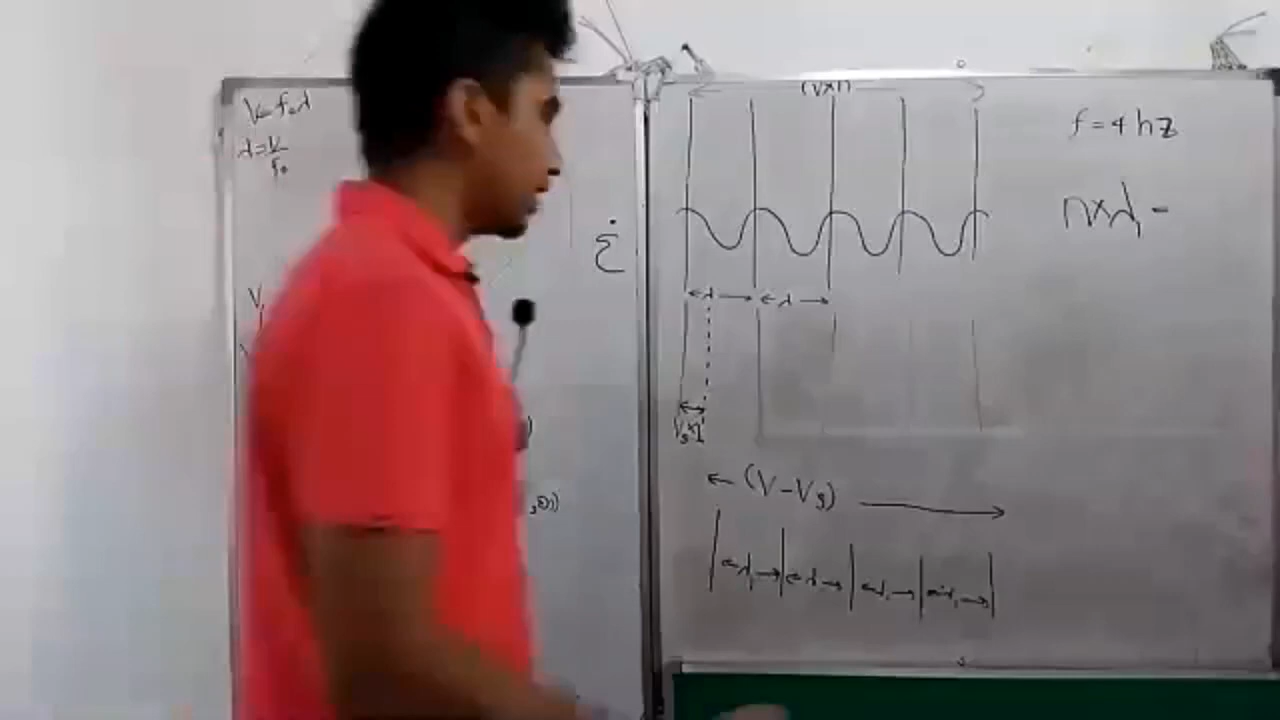 V = f₀λ
λ = V/f₀
(V×1)
f = 4 hz
n×λ₁ =
λ λ
Vs×1
(V-Vs)
λ₁ λ₁ λ₁ λ₁